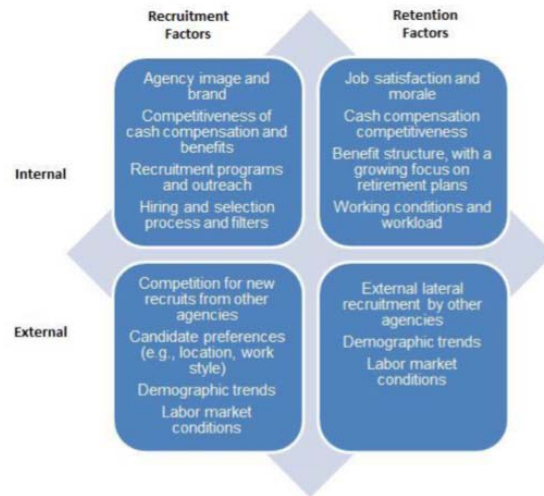 Recruitment
Factors
Retention
Factors
Internal
Agency image and
brand
Competitiveness of
cash compensation and
benefits
Recruitment programs
and outreach
Hiring and selection
process and filters
Job satisfaction and
morale
Cash compensation
competitiveness
Benefit structure, with a
growing focus on
retirement plans
Working conditions and
workload
External
Competition for new
recruits from other
agencies
Candidate preferences
(e.g., location, work
style)
Demographic trends
Labor market
conditions
External lateral
recruitment by other
agencies
Demographic trends
Labor market
conditions